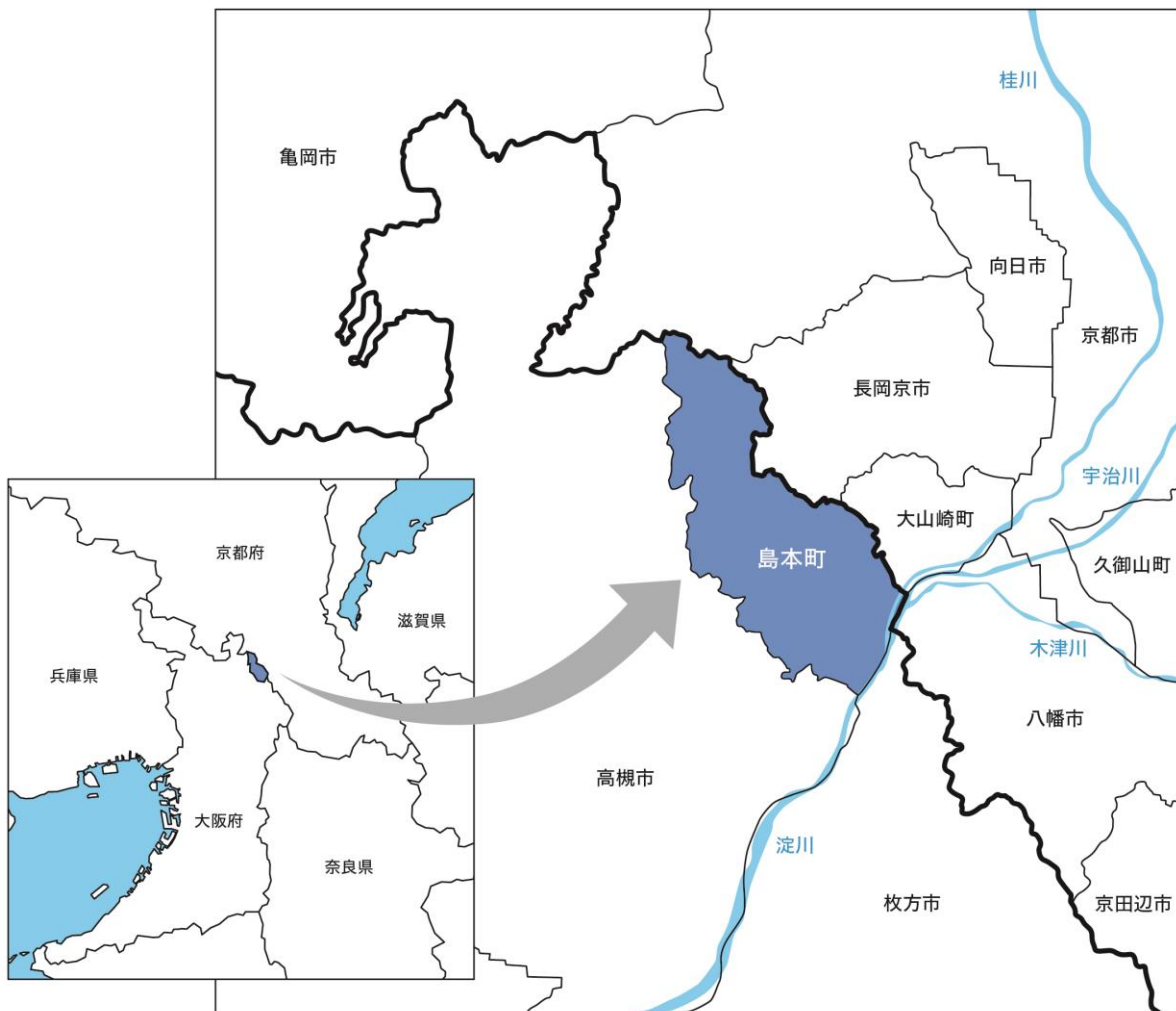 桂川
亀岡市
向日市
京都市
長岡京市
宇治川
大山崎町
島本町
久御山町
木津川
八幡市
高槻市
淀川
枚方市
京田辺市
京都府
滋賀県
兵庫県
大阪府
奈良県